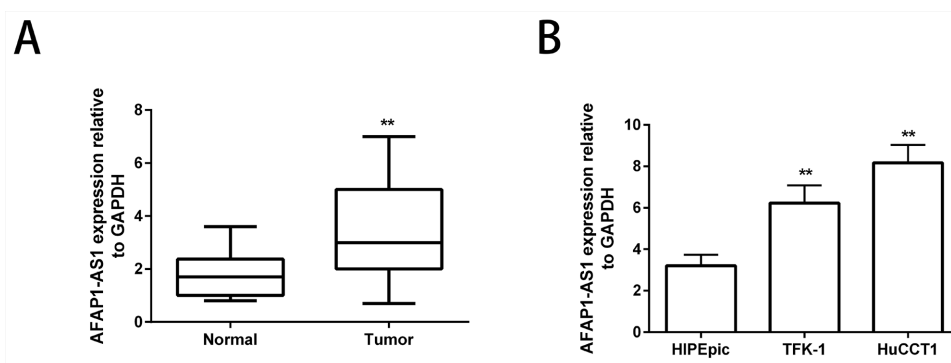 A
AFAP1-AS1 expression relative
to GAPDH
8
6
4
2
0
**
Normal
Tumor
B
AFAP1-AS1 expression relative
to GAPDH
10
8
6
4
2
0
**
**
HIPEpic
TFK-1
HuCCT1